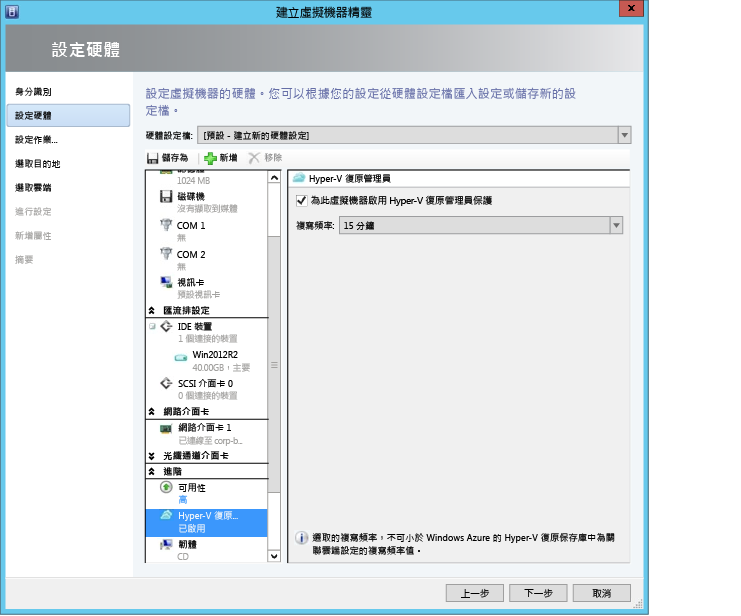 建立虛擬機器精靈
設定硬體
身分識別
設定硬體
設定作業...
選取目的地
選取雲端
進行設定
新增屬性
摘要
設定虛擬機器的硬體。您可以根據您的設定從硬體設定檔匯入設定或儲存新的設
定檔。
硬體設定檔: [預設 - 建立新的硬體設定]
儲存為 新增 移除
1024 MB
磁碟機
沒有擷取到媒體
COM 1
無
COM 2
無
視訊卡
預設視訊卡
匯流排設定
IDE 裝置
1 個連接的裝置
Win2012R2
40.00GB，主要
SCSI 介面卡 0
0 個連接的裝置
網路介面卡
網路介面卡 1
已連線至 corp-b...
光纖通道介面卡
進階
可用性
高
Hyper-V 復原...
已啟用
韌體
CD
Hyper-V 復原管理員
為此虛擬機器啟用 Hyper-V 復原管理員保護
複寫頻率: 15 分鐘
選取的複寫頻率，不可小於 Windows Azure 的 Hyper-V 復原保存庫中為關
聯雲端設定的複寫頻率值。
上一步 下一步 取消